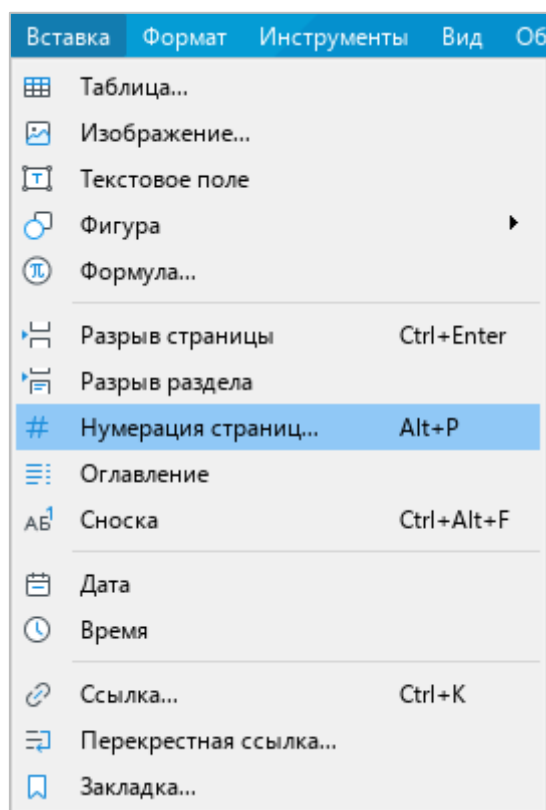 Вставка Формат Инструменты Вид Об
Таблица...
Изображение...
Текстовое поле
Фигура
Формула...
Разрыв страницы Ctrl+Enter
Разрыв раздела
Нумерация страниц... Alt+P
Оглавление
Сноска Ctrl+Alt+F
Дата
Время
Ссылка... Ctrl+K
Перекрестная ссылка...
Закладка...